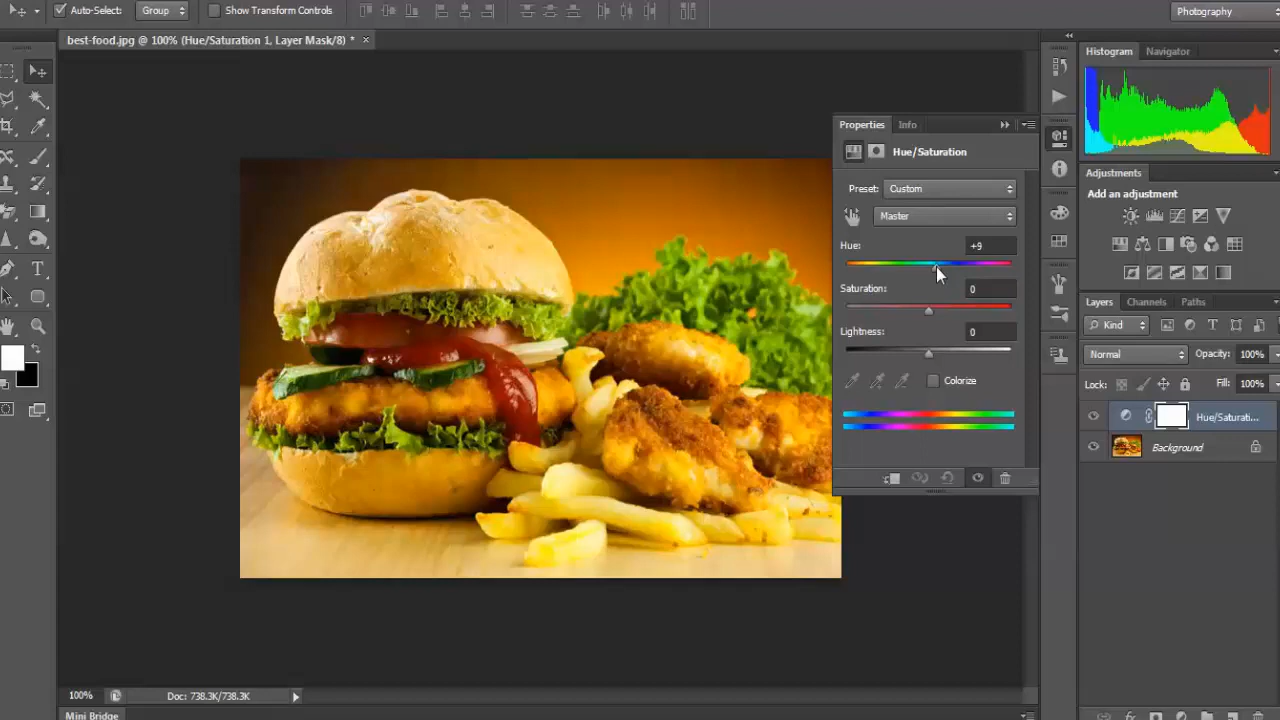 Auto-Select: Group Show Transform Controls Photography
best-food.jpg @ 100% (Hue/Saturation 1, Layer Mask/8) * ×
Histogram Navigator
Properties Info
Hue/Saturation
Preset: Custom
Master
Hue: +9
Saturation: 0
Lightness: 0
Colorize
Adjustments
Add an adjustment
Layers Channels Paths
Kind
Normal Opacity: 100%
Lock: Fill: 100%
Hue/Saturati...
Background
100% Doc: 738.3K/738.3K
Mini Bridge